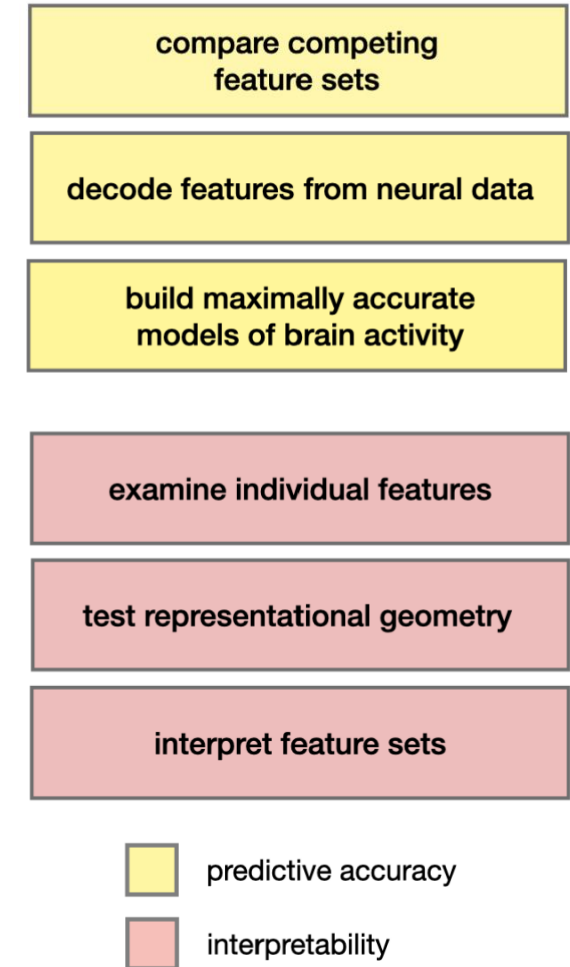 compare competing
feature sets
decode features from neural data
build maximally accurate
models of brain activity
examine individual features
test representational geometry
interpret feature sets
predictive accuracy
interpretability